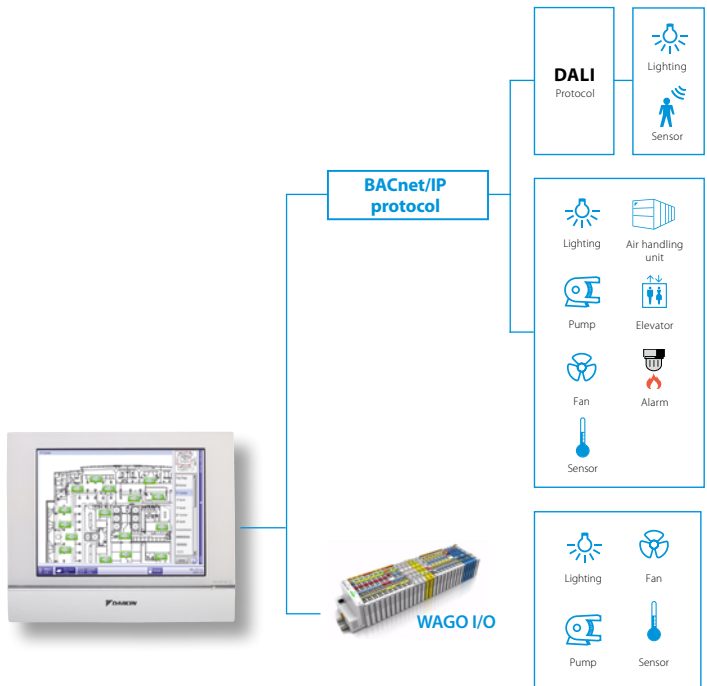 DALI
Protocol
Lighting
Sensor
BACnet/IP
protocol
Lighting
Air handling
unit
Pump
Elevator
Fan
Alarm
Sensor
DAIKIN
WAGO I/O
Lighting
Fan
Pump
Sensor